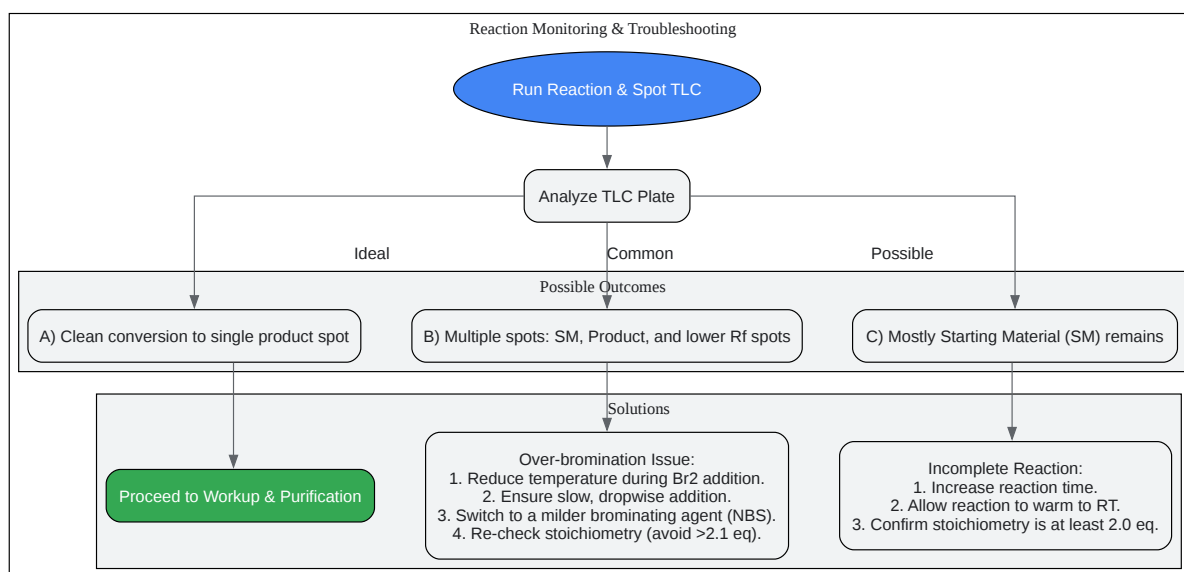 Reaction Monitoring & Troubleshooting
Run Reaction & Spot TLC
Analyze TLC Plate
Ideal
Common
Possible
Possible Outcomes
A) Clean conversion to single product spot
B) Multiple spots: SM, Product, and lower Rf spots
C) Mostly Starting Material (SM) remains
Solutions
Proceed to Workup & Purification
Over-bromination Issue:
1. Reduce temperature during Br2 addition.
2. Ensure slow, dropwise addition.
3. Switch to a milder brominating agent (NBS).
4. Re-check stoichiometry (avoid >2.1 eq).
Incomplete Reaction:
1. Increase reaction time.
2. Allow reaction to warm to RT.
3. Confirm stoichiometry is at least 2.0 eq.